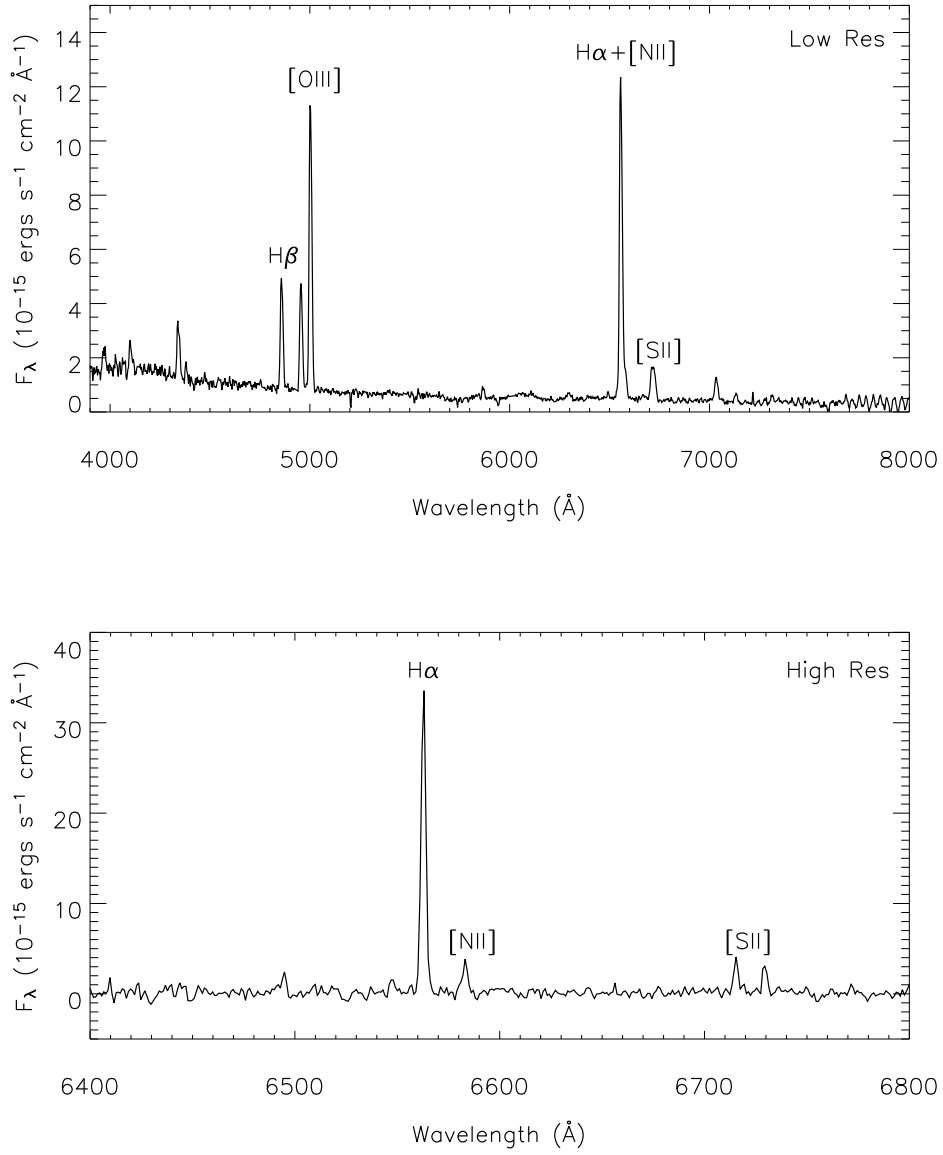 14
Low Res
Hα+[NII]
[OIII]
12
10
8
6
Hβ
4
[SII]
2
0
Fλ (10−15 ergs s−1 cm−2 Å−1)
4000 5000 6000 7000 8000
Wavelength (Å)
40
High Res
Hα
30
20
10
[NII] [SII]
0
Fλ (10−15 ergs s−1 cm−2 Å−1)
6400 6500 6600 6700 6800
Wavelength (Å)